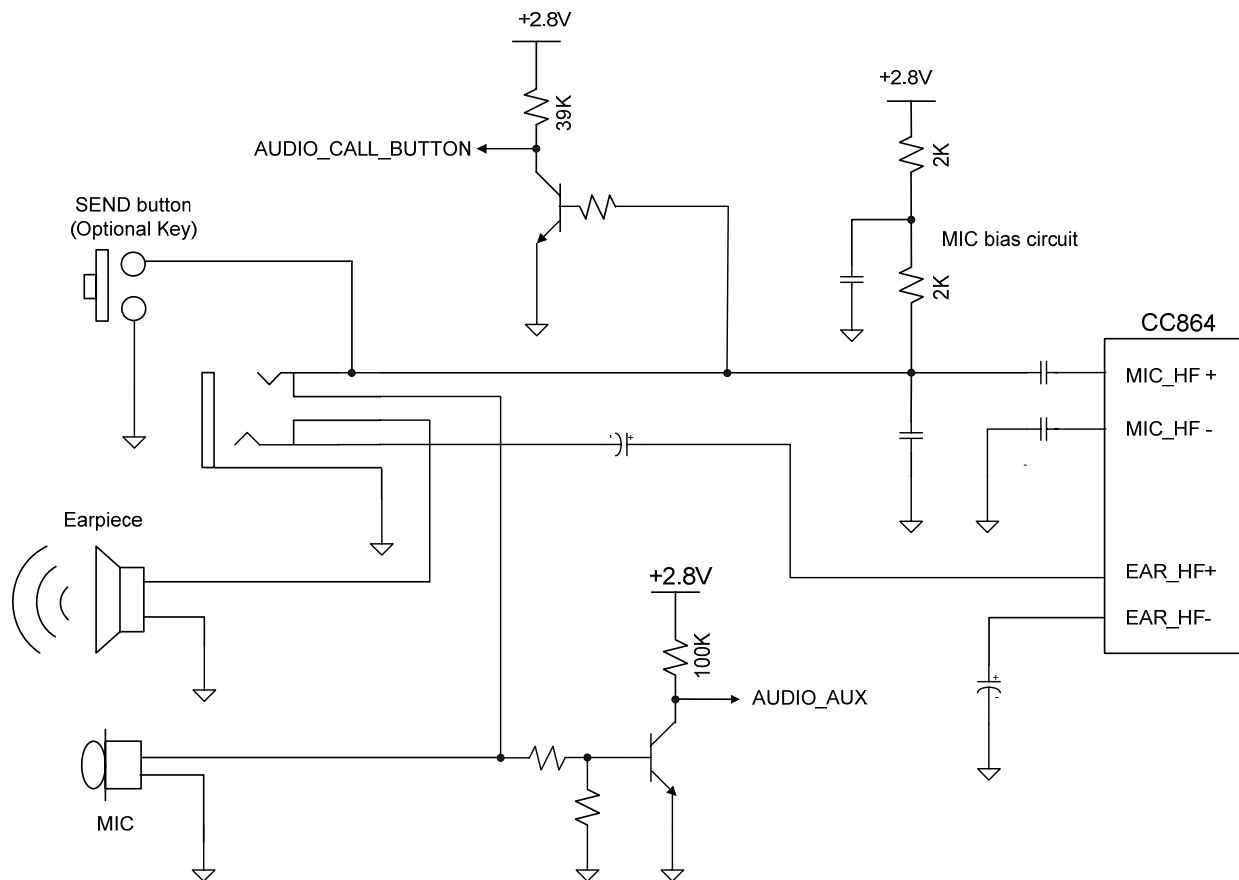 +2.8V
+2.8V
39K
2K
AUDIO_CALL_BUTTON
SEND button
(Optional Key)
MIC bias circuit
2K
CC864
MIC_HF +
MIC_HF -
- +
-
Earpiece
EAR_HF+
+2.8V
EAR_HF-
100K
+
-
AUDIO_AUX
MIC